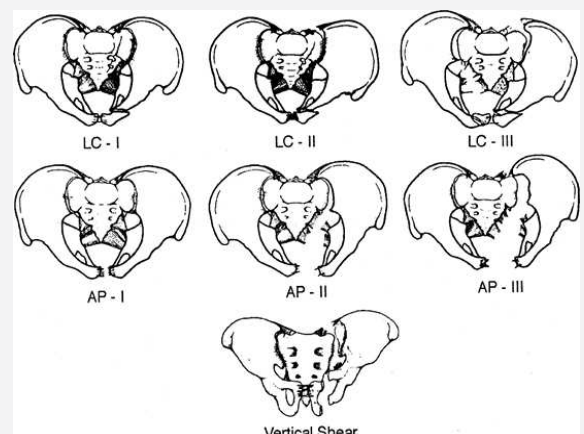 LC - I
LC - II
LC - III
AP - I
AP - II
AP - III
Vertical Shear